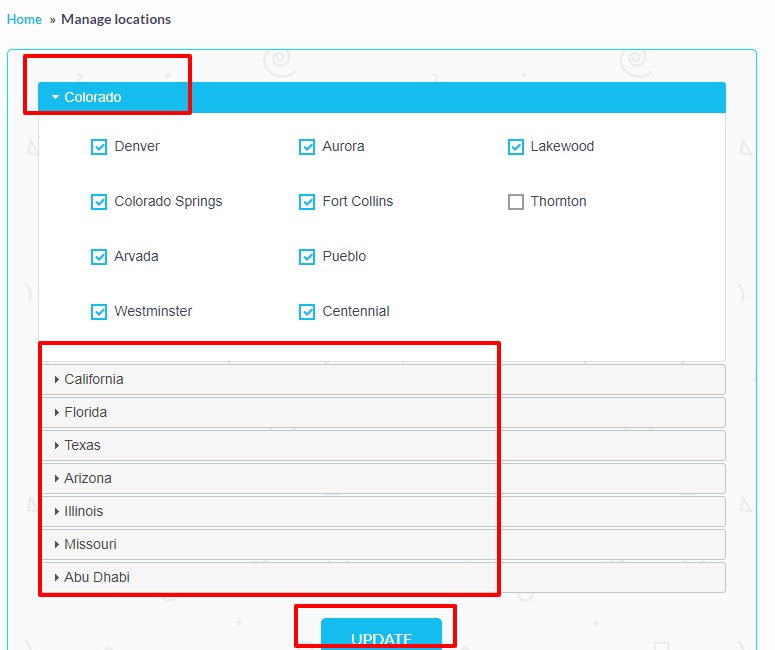 Home » Manage locations
Colorado
Denver Aurora Lakewood
Colorado Springs Fort Collins Thornton
Arvada Pueblo
Westminster Centennial
California
Florida
Texas
Arizona
Illinois
Missouri
Abu Dhabi
UPDATE